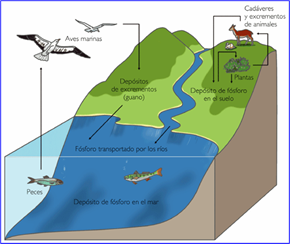 Cadáveres
y excrementos
de animales
Aves marinas
Plantas
Depósitos
de excrementos
(guano)
Depósito de fósforo
en el suelo
Fósforo transportado por los ríos
Peces
Depósito de fósforo en el mar